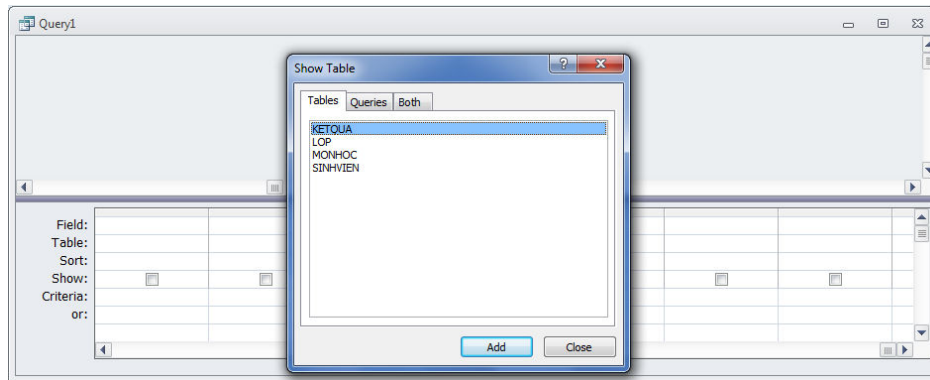 Query1
Show Table
Tables Queries Both
KETQUA
LOP
MONHOC
SINHVIEN
Field:
Table:
Sort:
Show:
Criteria:
or:
Add Close